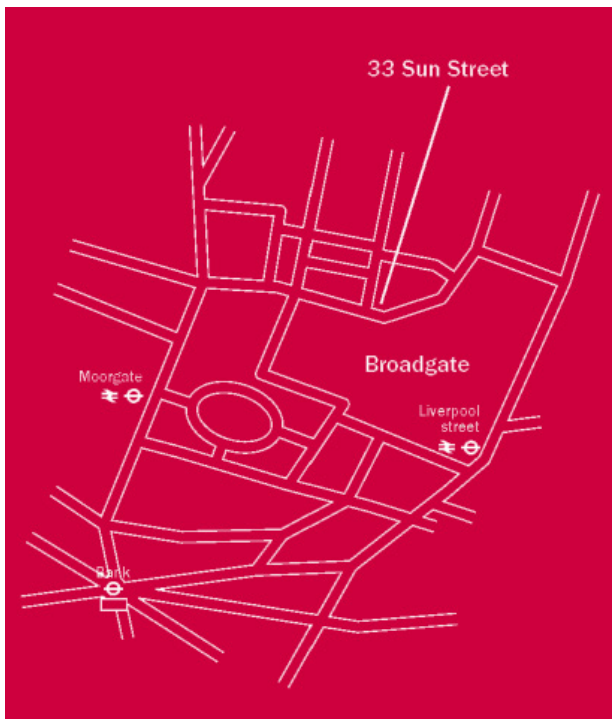 33 Sun Street
Broadgate
Moorgate
Liverpool
street
Bank